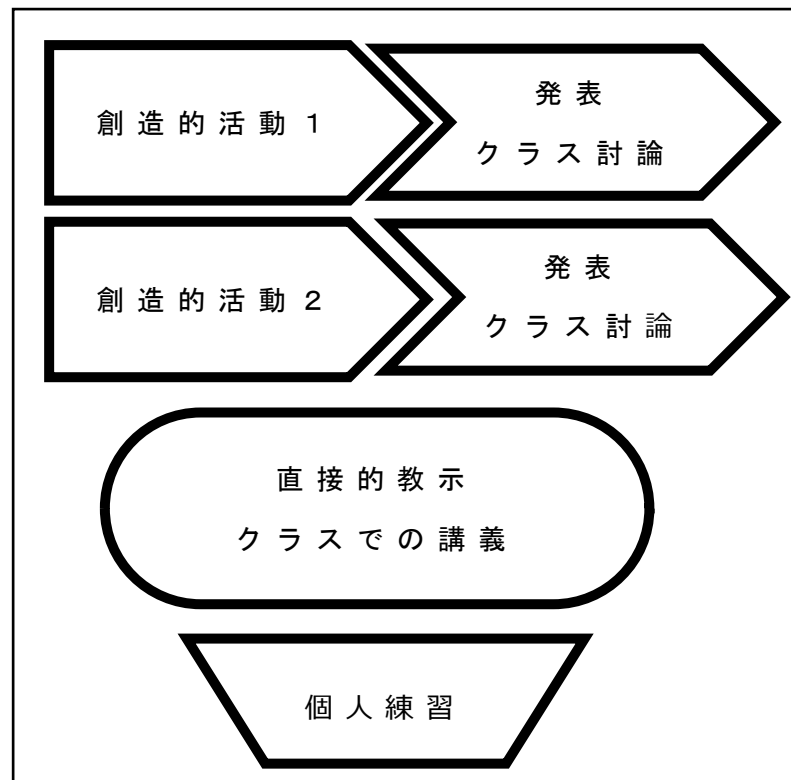 創造的活動1
発表
クラス討論
創造的活動2
発表
クラス討論
直接的教示
クラスでの講義
個人練習